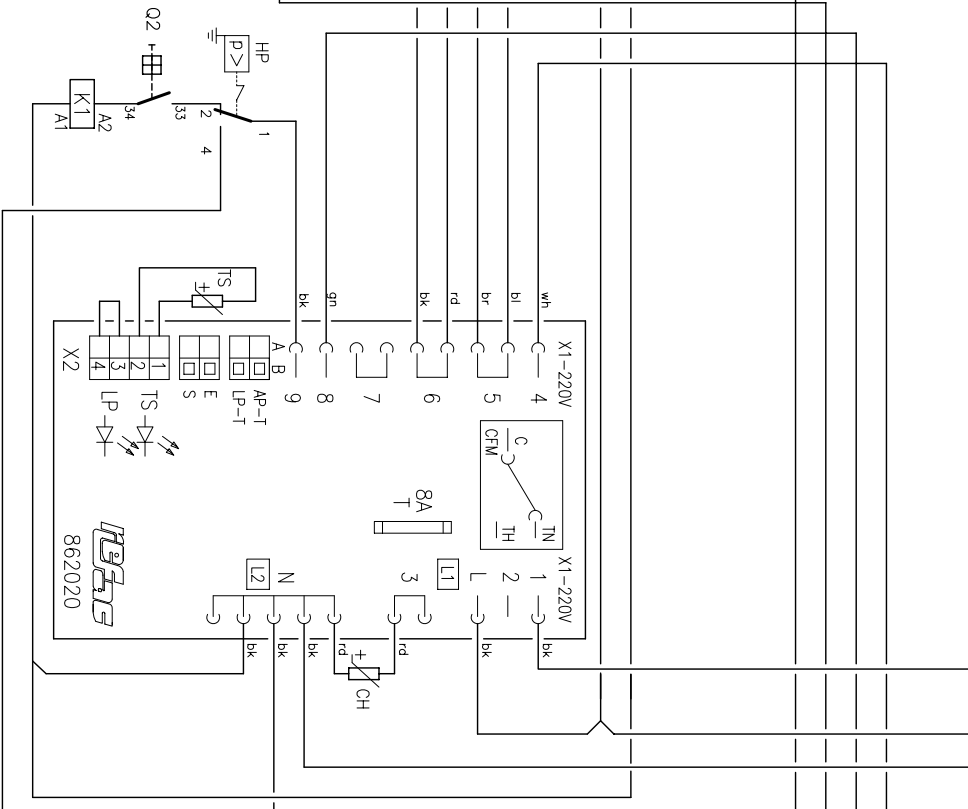 Q2
HP
P>
K1
A1
A2
34
33
2
1
4
TS
+
bk
gn
bk
rd
br
bl
wh
X2
4
3
2
1
A
B
X1-220V
9
8
7
6
5
4
S
E
LP-T
AP-T
LP
TS
C
CFM
TN
TH
8A
T
X1-220V
refac
862020
L2
N
3
L1
L
2
1
bk
bk
bk
rd
+
rd
bk
bk
CH